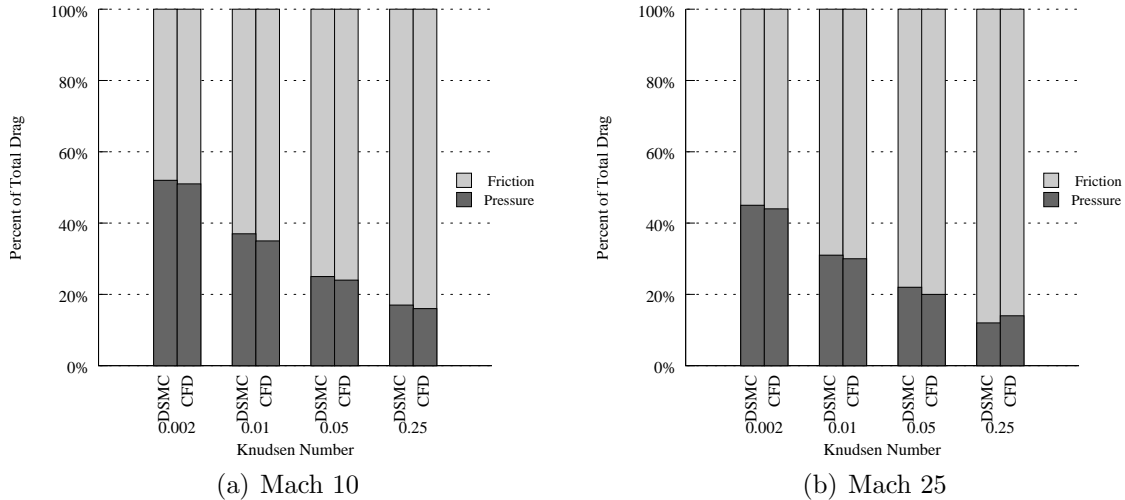 100%
80%
60%
40%
20%
0%
Percent of Total Drag
DSMC
CFD
DSMC
CFD
DSMC
CFD
DSMC
CFD
0.002
0.01
0.05
0.25
Knudsen Number
Friction
Pressure
(a) Mach 10
100%
80%
60%
40%
20%
0%
Percent of Total Drag
DSMC
CFD
DSMC
CFD
DSMC
CFD
DSMC
CFD
0.002
0.01
0.05
0.25
Knudsen Number
Friction
Pressure
(b) Mach 25